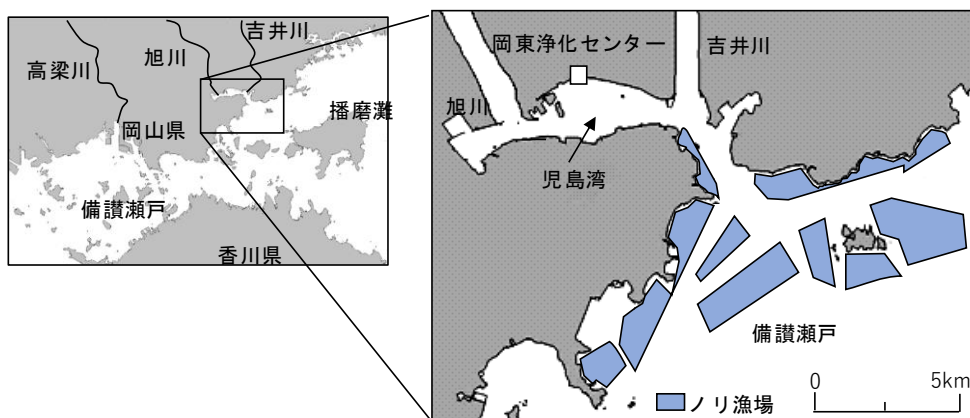 吉井川
旭川
高梁川
播磨灘
岡山県
備讃瀬戸
香川県
岡東浄化センター
吉井川
旭川
児島湾
備讃瀬戸
ノリ漁場
0 5km